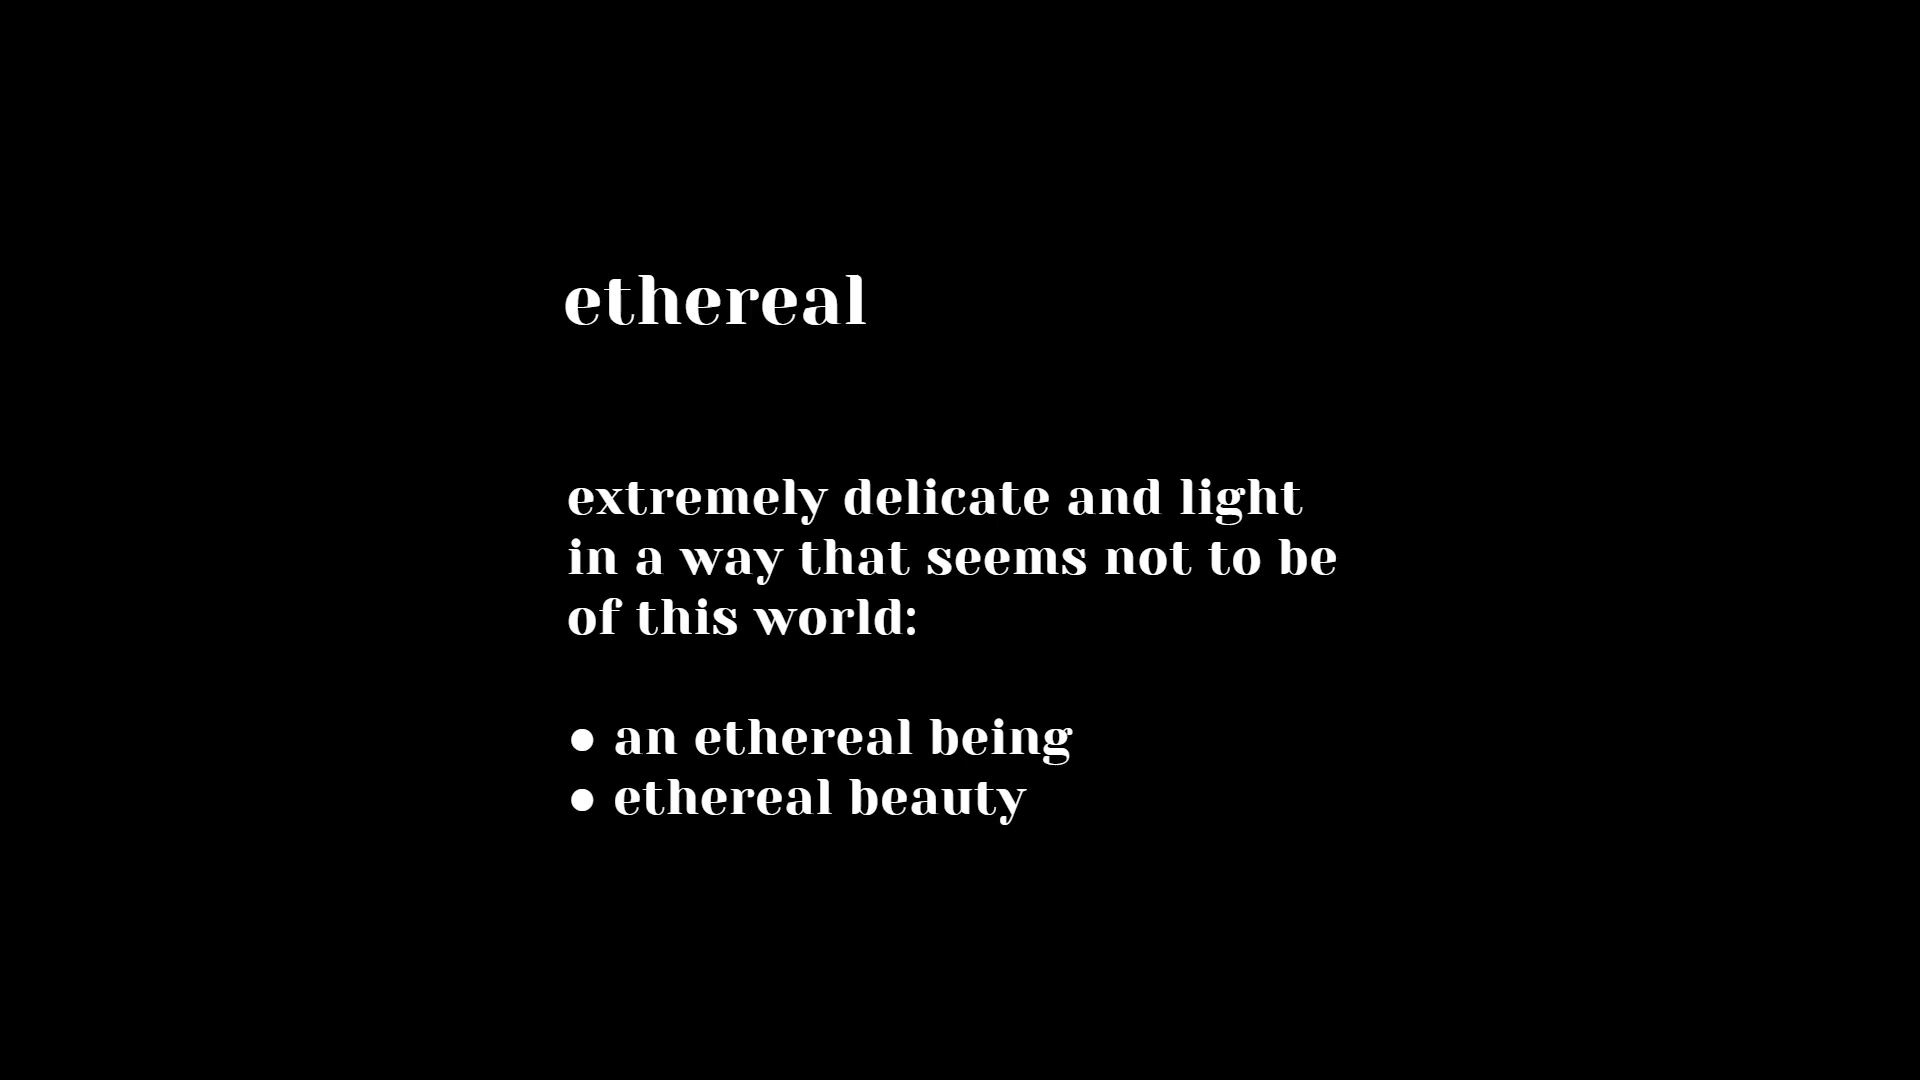 ethereal
extremely delicate and light
in a way that seems not to be
of this world:
● an ethereal being
● ethereal beauty